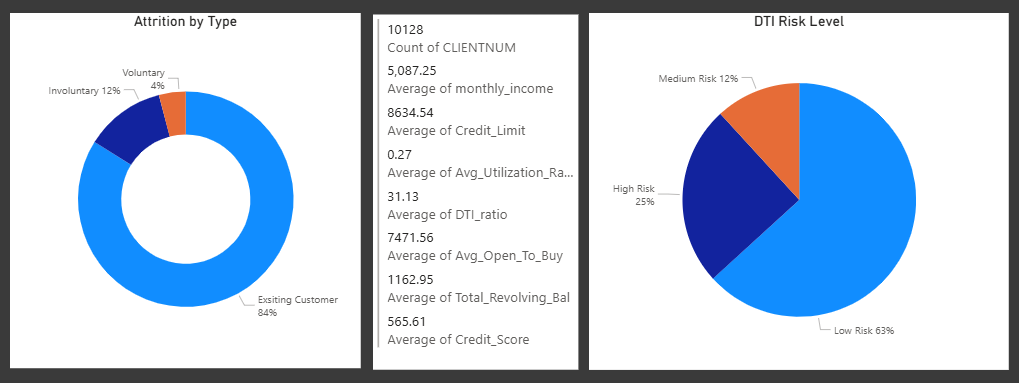 Attrition by Type
Voluntary
4%
Involuntary 12%
Exsiting Customer
84%
10128
Count of CLIENTNUM
5,087.25
Average of monthly_income
8634.54
Average of Credit_Limit
0.27
Average of Avg_Utilization_Ra...
31.13
Average of DTI_ratio
7471.56
Average of Avg_Open_To_Buy
1162.95
Average of Total_Revolving_Bal
565.61
Average of Credit_Score
DTI Risk Level
Medium Risk 12%
High Risk
25%
Low Risk 63%